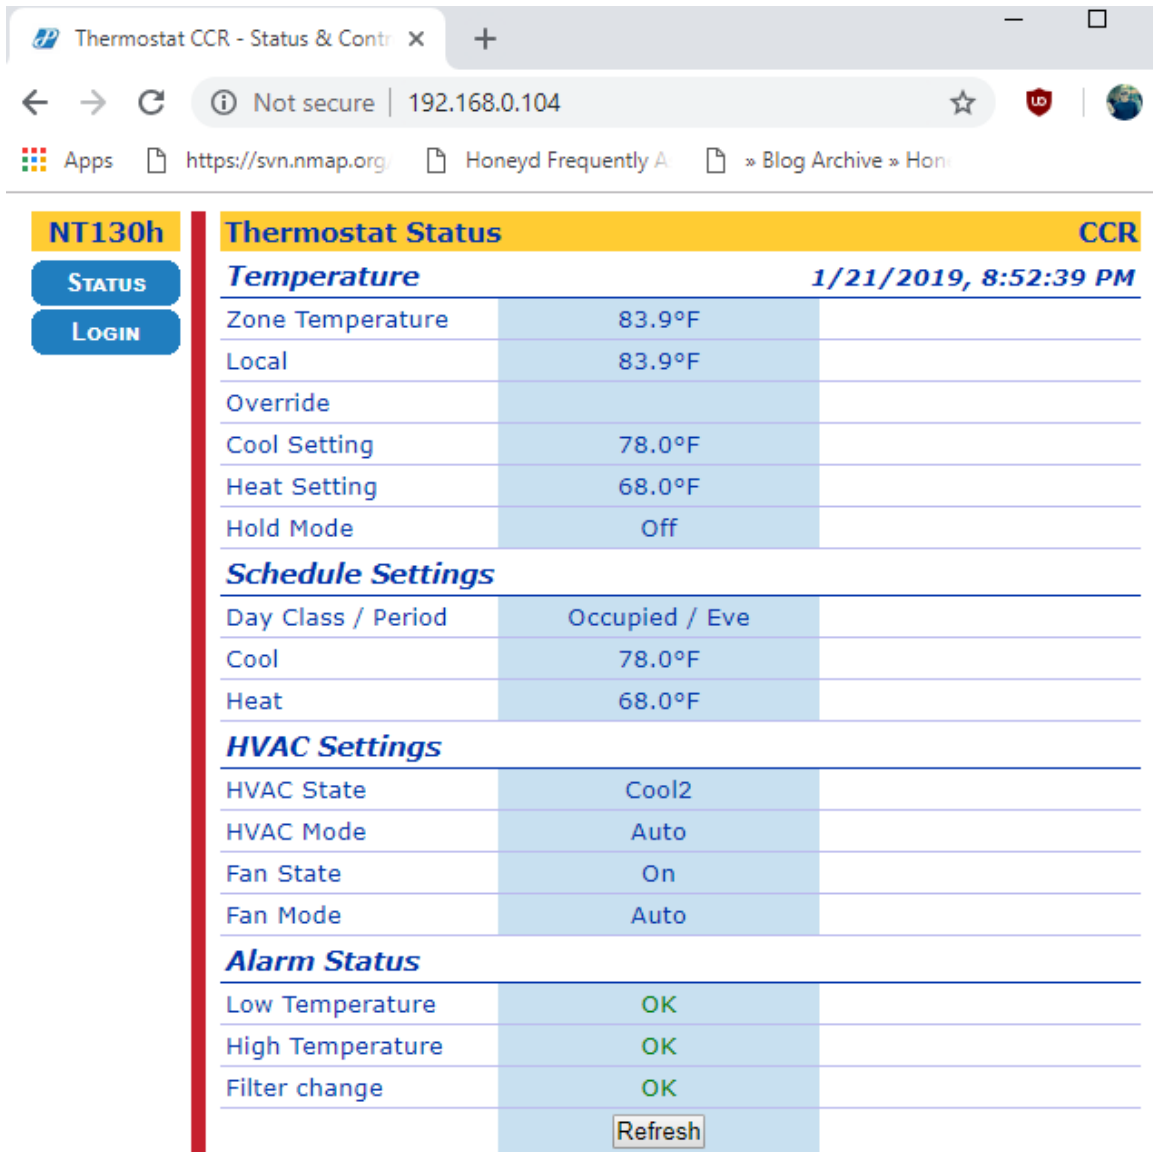 Thermostat CCR - Status & Contr
Not secure | 192.168.0.104
Apps https://svn.nmap.org/ Honeyd Frequently A » Blog Archive » Hon
NT130h
Status
Login
Thermostat Status CCR
Temperature 1/21/2019, 8:52:39 PM
Zone Temperature 83.9°F
Local 83.9°F
Override
Cool Setting 78.0°F
Heat Setting 68.0°F
Hold Mode Off
Schedule Settings
Day Class / Period Occupied / Eve
Cool 78.0°F
Heat 68.0°F
HVAC Settings
HVAC State Cool2
HVAC Mode Auto
Fan State On
Fan Mode Auto
Alarm Status
Low Temperature OK
High Temperature OK
Filter change OK
Refresh